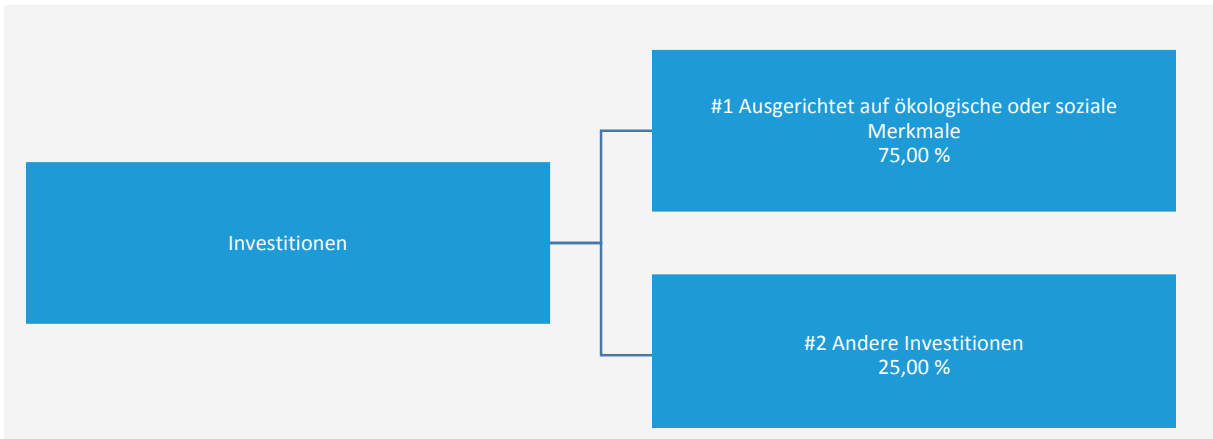 Investitionen
#1 Ausgerichtet auf ökologische oder soziale
Merkmale
75,00 %
#2 Andere Investitionen
25,00 %